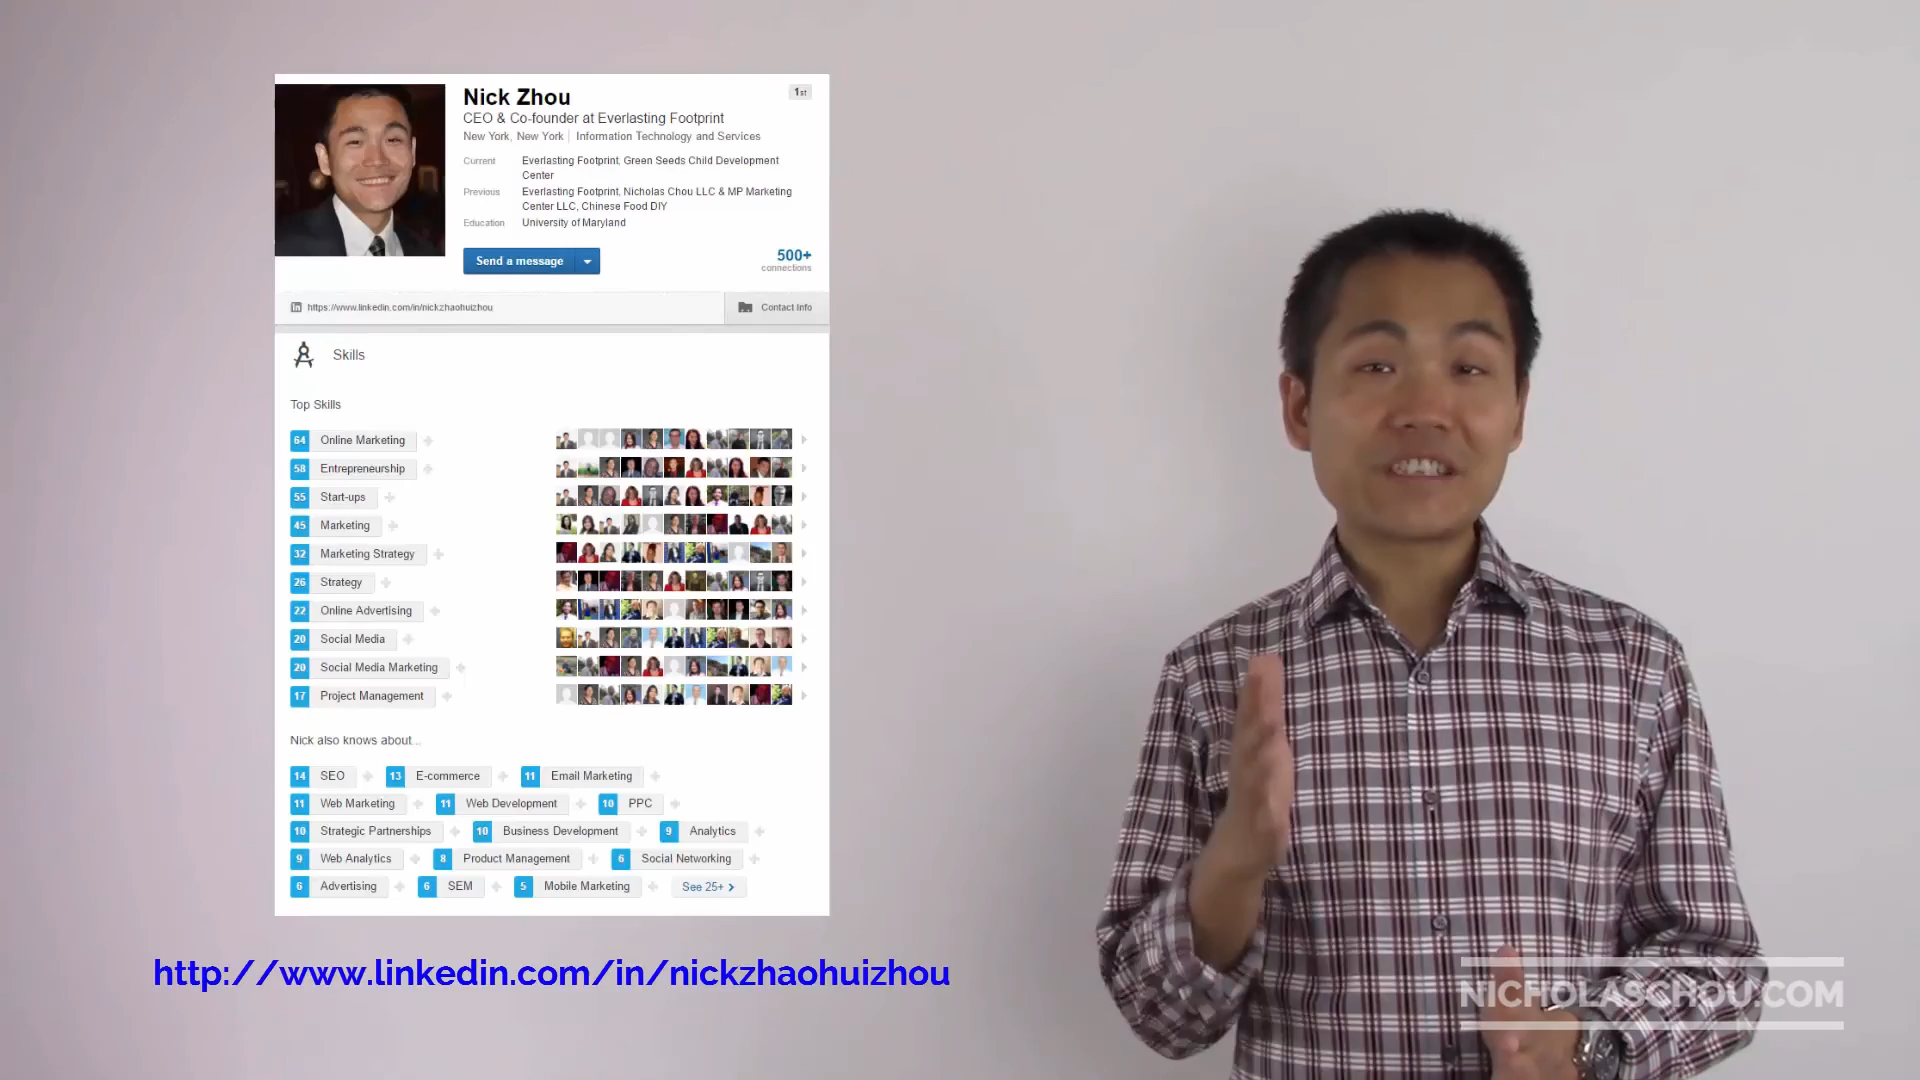 Nick Zhou
1st
CEO & Co-founder at Everlasting Footprint
New York, New York | Information Technology and Services
Current Everlasting Footprint, Green Seeds Child Development
Center
Previous Everlasting Footprint, Nicholas Chou LLC & MP Marketing
Center LLC, Chinese Food DIY
Education University of Maryland
Send a message
500+
connections
https://www.linkedin.com/in/nickzhaohuizhou
Contact Info
Skills
Top Skills
64 Online Marketing
58 Entrepreneurship
55 Start-ups
45 Marketing
32 Marketing Strategy
26 Strategy
22 Online Advertising
20 Social Media
20 Social Media Marketing
17 Project Management
Nick also knows about...
14 SEO 13 E-commerce 11 Email Marketing
11 Web Marketing 11 Web Development 10 PPC
10 Strategic Partnerships 10 Business Development 9 Analytics
9 Web Analytics 8 Product Management 6 Social Networking
6 Advertising 6 SEM 5 Mobile Marketing See 25+
http://www.linkedin.com/in/nickzhaohuizhou
NICHOLASCHOU.COM